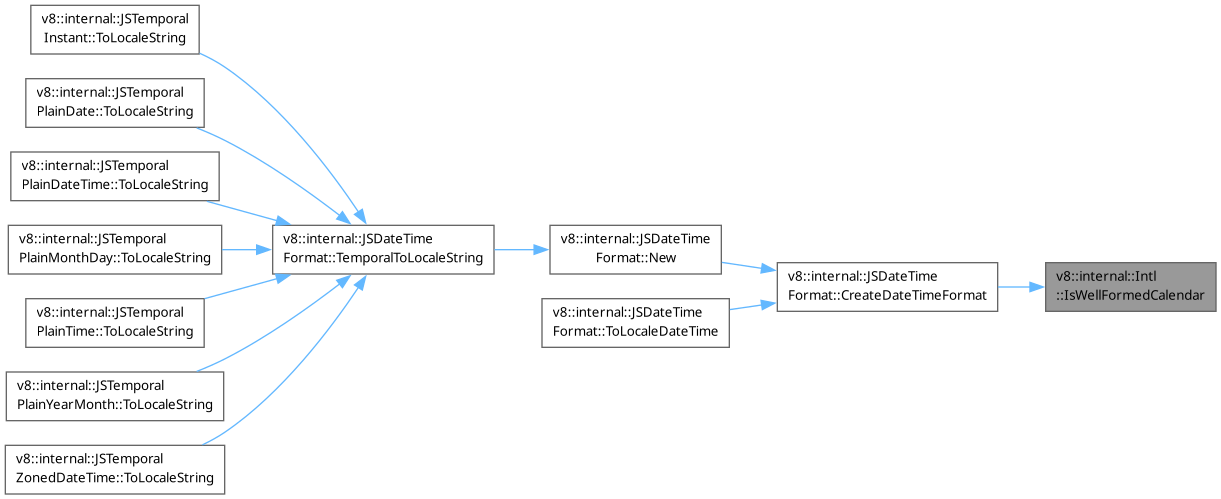 v8::internal::JSTemporal
Instant::ToLocaleString
v8::internal::JSTemporal
PlainDate::ToLocaleString
v8::internal::JSTemporal
PlainDateTime::ToLocaleString
v8::internal::JSTemporal
PlainMonthDay::ToLocaleString
v8::internal::JSTemporal
PlainTime::ToLocaleString
v8::internal::JSTemporal
PlainYearMonth::ToLocaleString
v8::internal::JSTemporal
ZonedDateTime::ToLocaleString
v8::internal::JSDateTime
Format::TemporalToLocaleString
v8::internal::JSDateTime
Format::New
v8::internal::JSDateTime
Format::ToLocaleDateTime
v8::internal::JSDateTime
Format::CreateDateTimeFormat
v8::internal::Intl
::IsWellFormedCalendar